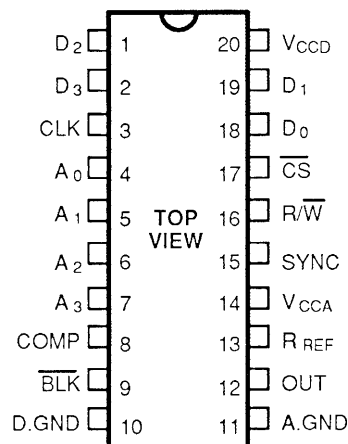 D2 1 20 VCCD
D3 2 19 D1
CLK 3 18 D0
A0 4 17 C̅S̅
A1 5 16 R/W̅
A2 6 TOP VIEW 15 SYNC
A3 7 14 VCCA
COMP 8 13 RREF
B̅L̅K̅ 9 12 OUT
D.GND 10 11 A.GND